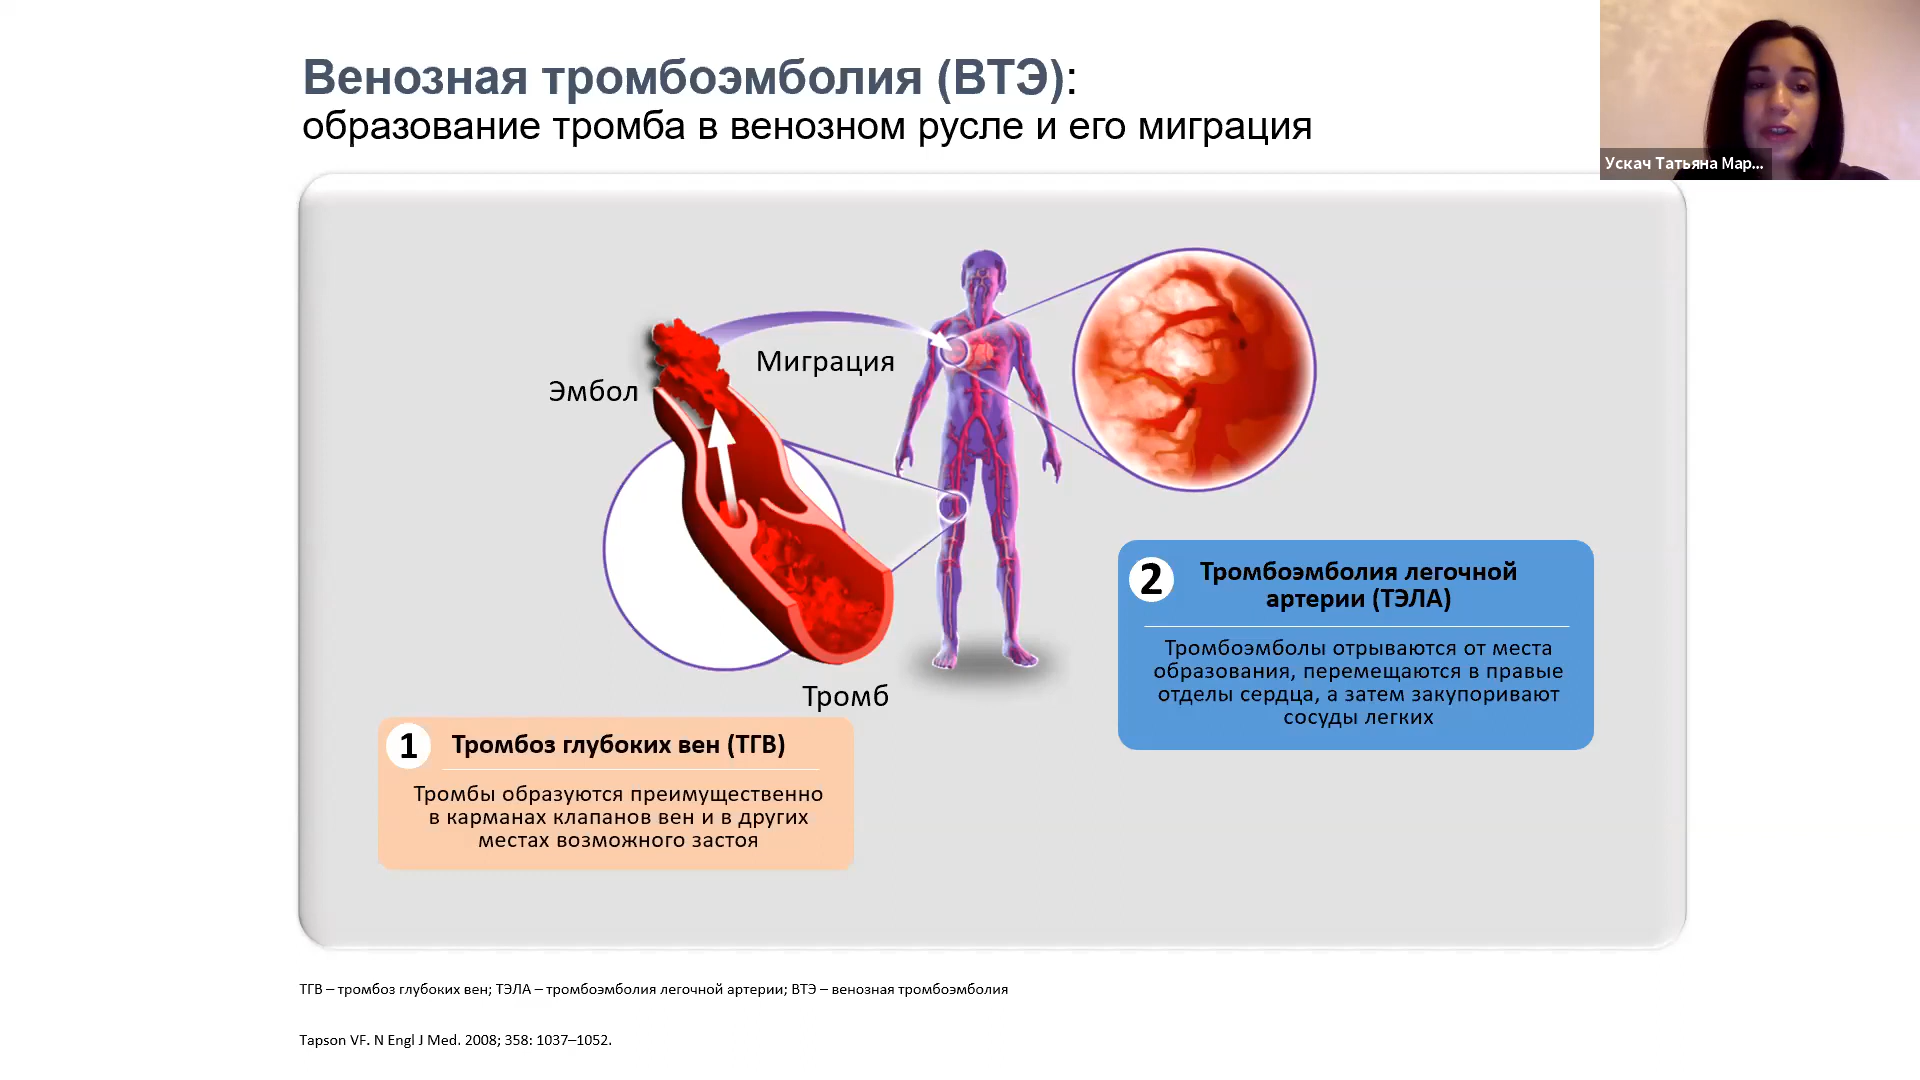 Венозная тромбоэмболия (ВТЭ):
образование тромба в венозном русле и его миграция
Ускач Татьяна Мар...
Миграция
Эмбол
Тромб
2
Тромбоэмболия легочной
артерии (ТЭЛА)
Тромбоэмболы отрываются от места
образования, перемещаются в правые
отделы сердца, а затем закупоривают
сосуды легких
1
Тромбоз глубоких вен (ТГВ)
Тромбы образуются преимущественно
в карманах клапанов вен и в других
местах возможного застоя
ТГВ – тромбоз глубоких вен; ТЭЛА – тромбоэмболия легочной артерии; ВТЭ – венозная тромбоэмболия
Tapson VF. N Engl J Med. 2008; 358: 1037–1052.